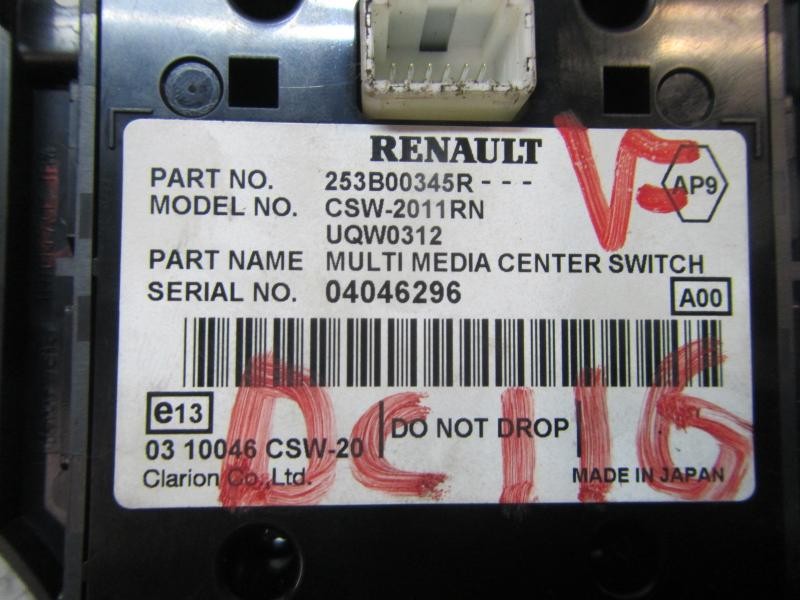 RENAULT
PART NO. 253B00345R - - -
MODEL NO. CSW-2011RN
UQW0312
AP9
PART NAME MULTI MEDIA CENTER SWITCH
SERIAL NO. 04046296
A00
e13
DO NOT DROP
03 10046 CSW-20
Clarion Co., Ltd.
MADE IN JAPAN
DC116